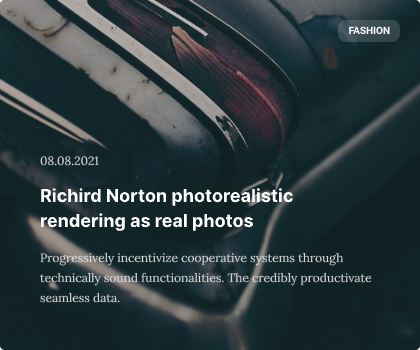 FASHION
08.08.2021
Richird Norton photorealistic
rendering as real photos
Progressively incentivize cooperative systems through
technically sound functionalities. The credibly productivate
seamless data.